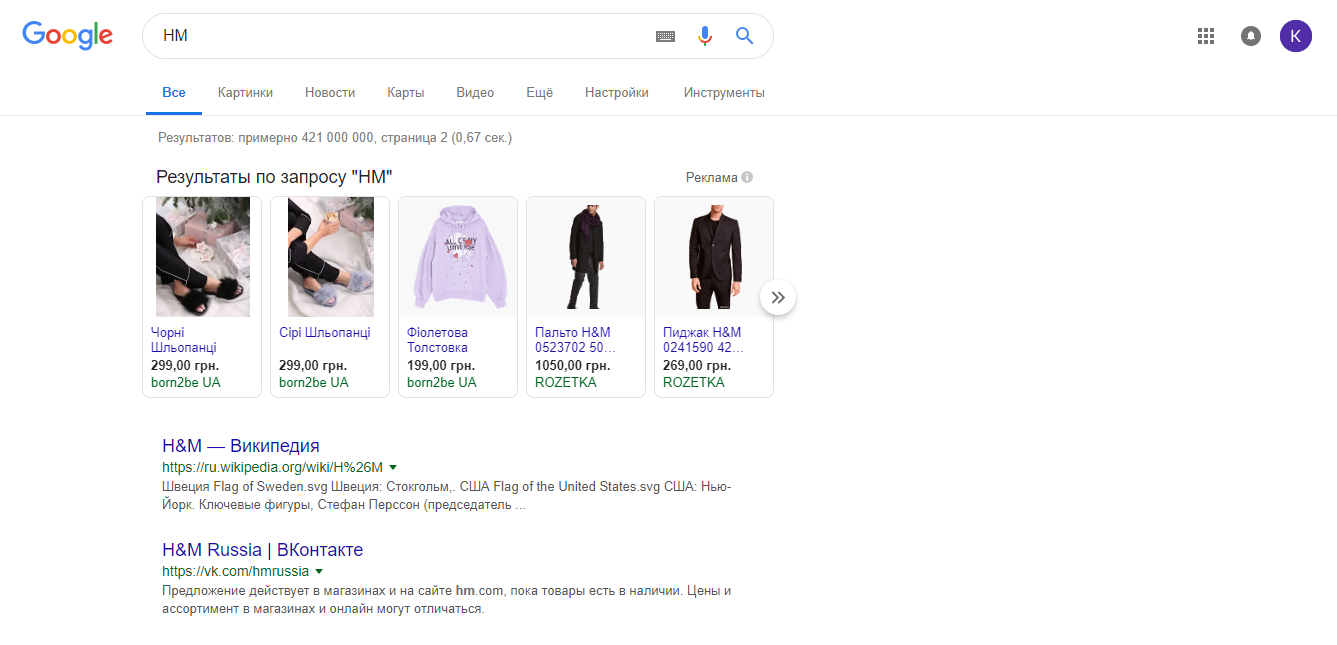 Google
HM
K
Все Картинки Новости Карты Видео Ещё Настройки Инструменты
Результатов: примерно 421 000 000, страница 2 (0,67 сек.)
Результаты по запросу "HM"
Реклама
Чорні
Шльопанці
299,00 грн.
born2be UA
Сірі Шльопанці
299,00 грн.
born2be UA
ALL OF MY
UNIVERSE
Фіолетова
Толстовка
199,00 грн.
born2be UA
Пальто H&M
0523702 50...
1050,00 грн.
ROZETKA
Пиджак H&M
0241590 42...
269,00 грн.
ROZETKA
H&M — Википедия
https://ru.wikipedia.org/wiki/H%26M
Швеция Flag of Sweden.svg Швеция: Стокгольм,. США Flag of the United States.svg США: Нью-
Йорк. Ключевые фигуры, Стефан Перссон (председатель ...
H&M Russia | ВКонтакте
https://vk.com/hmrussia
Предложение действует в магазинах и на сайте hm.com, пока товары есть в наличии. Цены и
ассортимент в магазинах и онлайн могут отличаться.